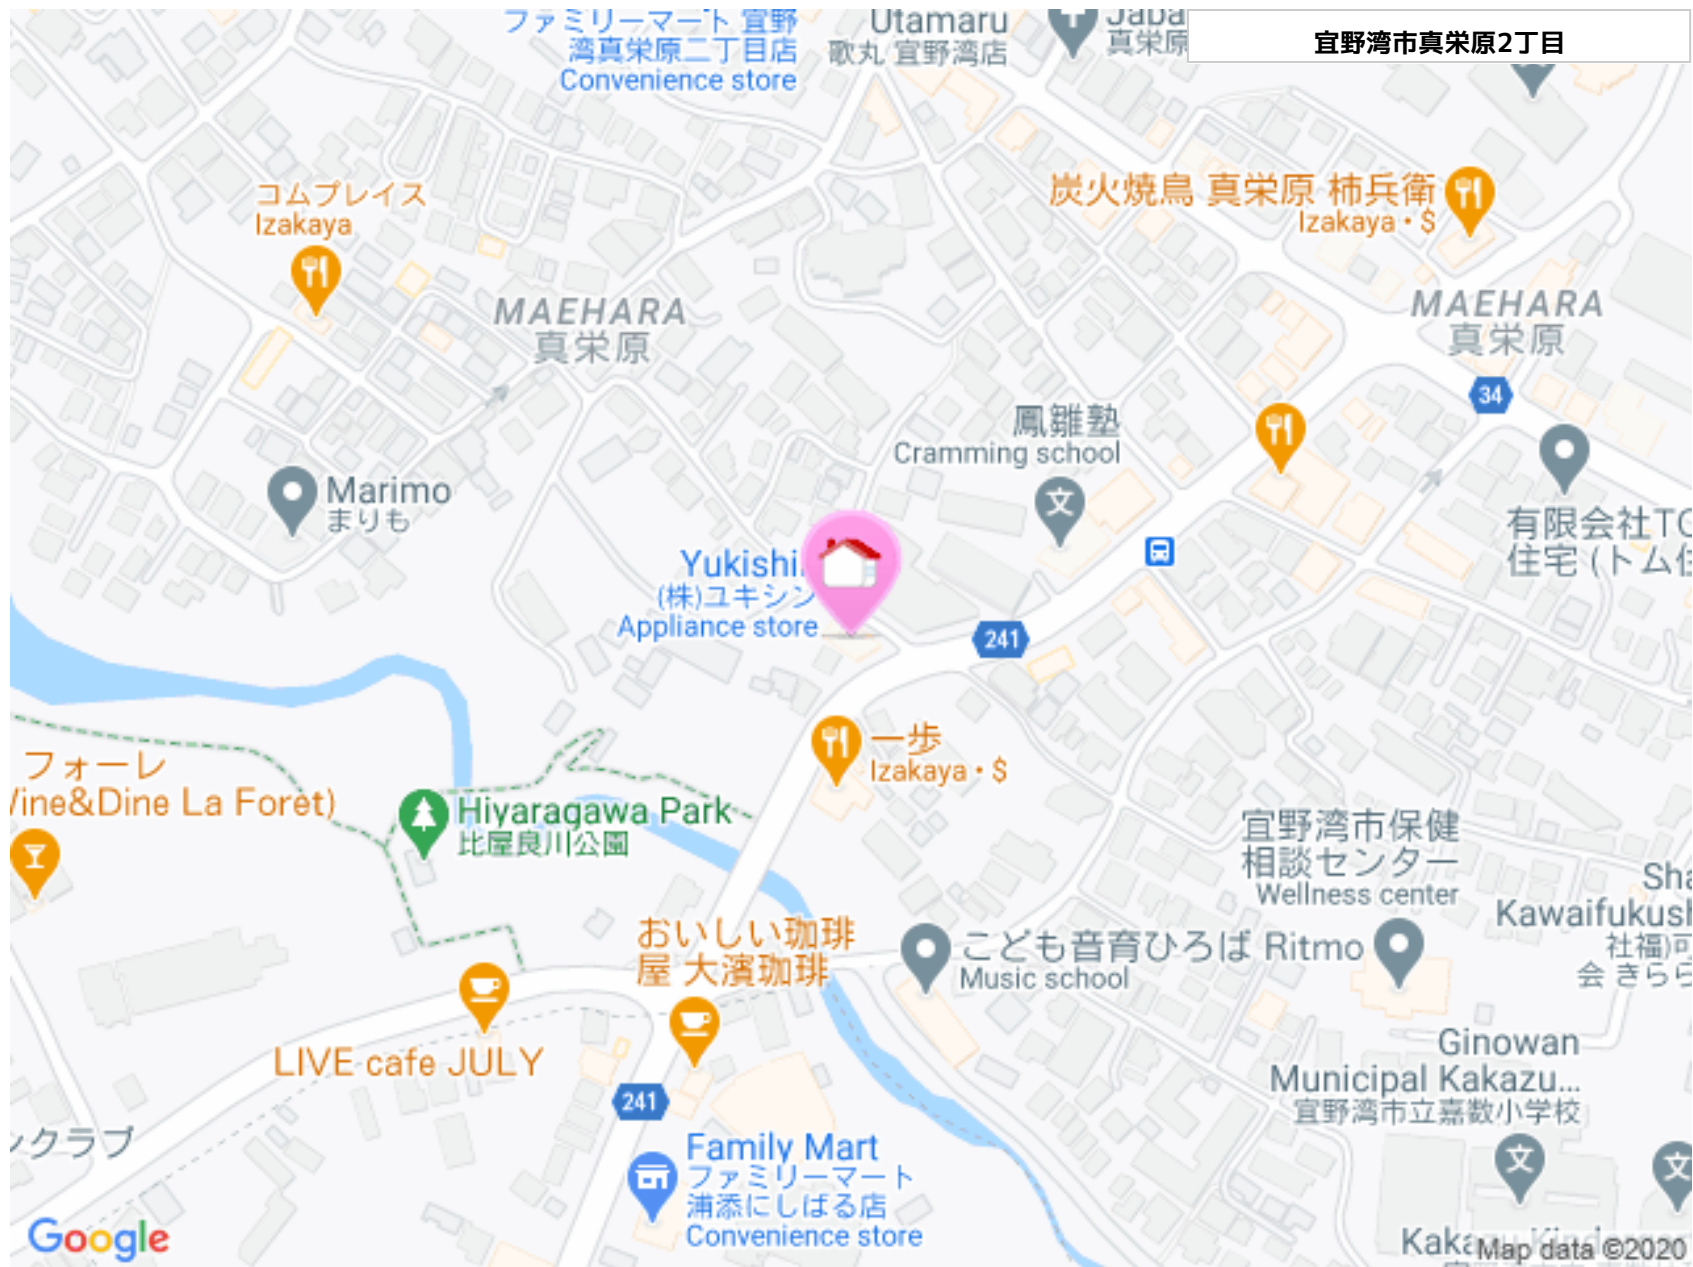 ファミリーマート 宜野
湾真栄原二丁目店
Convenience store
Utamaru
歌丸 宜野湾店
真栄原
宜野湾市真栄原2丁目
コムプレイス
Izakaya
炭火焼鳥 真栄原 柿兵衛
Izakaya・$
MAEHARA
真栄原
MAEHARA
真栄原
34
鳳雛塾
Cramming school
文
Marimo
まりも
有限会社TO
住宅 (トム住
Yukishi
(株)ユキシン
Appliance store
241
一歩
Izakaya・$
フォーレ
Wine&Dine La Foret)
Hiyaragawa Park
比屋良川公園
宜野湾市保健
相談センター
Wellness center
Sha
Kawaifukush
社福)可
会 きらら
おいしい珈琲
屋 大濱珈琲
こども音育ひろば Ritmo
Music school
LIVE cafe JULY
Ginowan
Municipal Kakazu...
宜野湾市立嘉数小学校
文
文
241
ンクラブ
Family Mart
ファミリーマート
浦添にしばる店
Convenience store
Google
Map data ©2020